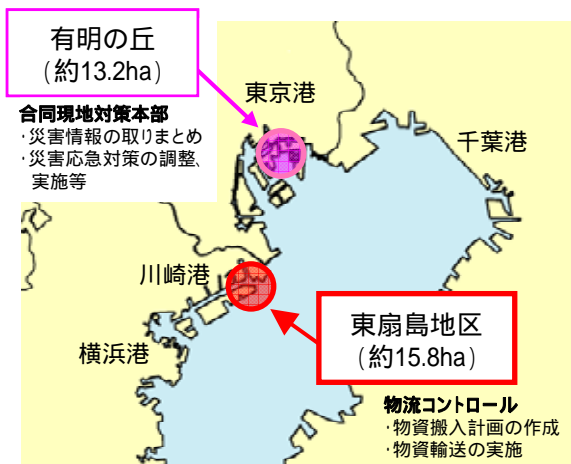 有明の丘
(約13.2ha)
東京港
合同現地対策本部
･災害情報の取りまとめ
･災害応急対策の調整、
実施等
千葉港
川崎港
東扇島地区
(約15.8ha)
横浜港
物流コントロール
･物資搬入計画の作成
･物資輸送の実施